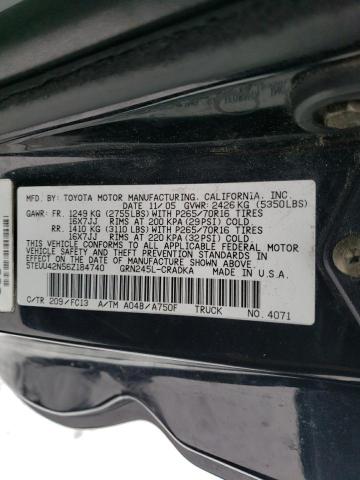 MFD. BY: TOYOTA MOTOR MANUFACTURING, CALIFORNIA, INC.
DATE 11/05 GVWR: 2426 KG (5350LBS)
GAWR: FR. 1249 KG (2755LBS) WITH P265/70R16 TIRES
16X7JJ RIMS AT 200 KPA (29PSI) COLD
RR. 1410 KG (3110 LBS) WITH P265/70R16 TIRES
16X7JJ RIMS AT 220 KPA (32PSI) COLD
THIS VEHICLE CONFORMS TO ALL APPLICABLE FEDERAL MOTOR
VEHICLE SAFETY AND THEFT PREVENTION STANDARDS IN EFFECT
ON THE DATE OF MANUFACTURE SHOWN ABOVE.
5TEUU42N56Z184740 GRN245L-CRADKA MADE IN U.S.A.
C/TR 209/FC13 A/TM A04B/A750F TRUCK NO. 4071